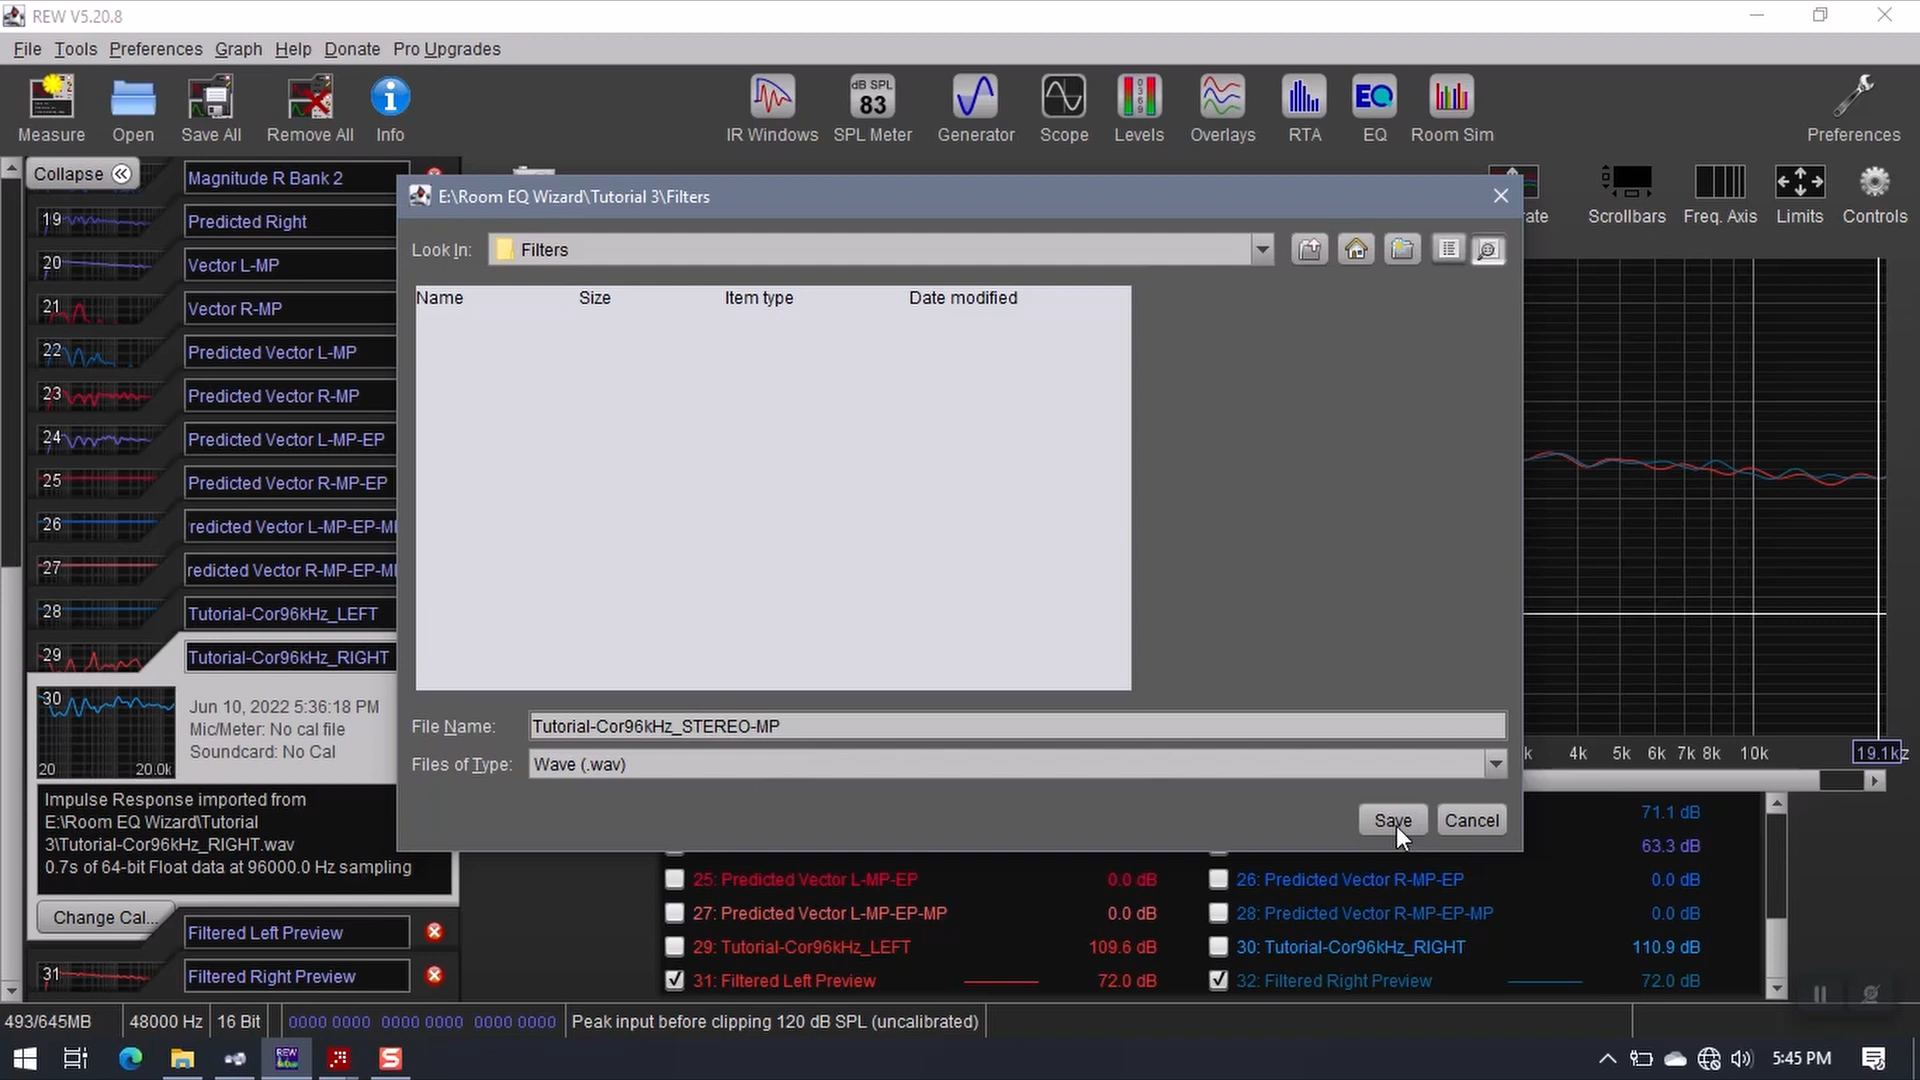 REW V5.20.8
File Tools Preferences Graph Help Donate Pro Upgrades
dB SPL
83
EQ
Measure Open Save All Remove All Info IR Windows SPL Meter Generator Scope Levels Overlays RTA EQ Room Sim Preferences
Collapse
Magnitude R Bank 2
19 Predicted Right
20 Vector L-MP
21 Vector R-MP
22 Predicted Vector L-MP
23 Predicted Vector R-MP
24 Predicted Vector L-MP-EP
25 Predicted Vector R-MP-EP
26 redicted Vector L-MP-EP-M
27 redicted Vector R-MP-EP-M
28 Tutorial-Cor96kHz_LEFT
29 Tutorial-Cor96kHz_RIGHT
30
20 20.0k
Jun 10, 2022 5:36:18 PM
Mic/Meter: No cal file
Soundcard: No Cal
Impulse Response imported from
E:\Room EQ Wizard\Tutorial
3\Tutorial-Cor96kHz_RIGHT.wav
0.7s of 64-bit Float data at 96000.0 Hz sampling
Change Cal...
Filtered Left Preview
31 Filtered Right Preview
E:\Room EQ Wizard\Tutorial 3\Filters
Look In: Filters
Name Size Item type Date modified
File Name: Tutorial-Cor96kHz_STEREO-MP
Files of Type: Wave (.wav)
Save Cancel
ate Scrollbars Freq. Axis Limits Controls
k 4k 5k 6k 7k 8k 10k 19.1k z
71.1 dB
63.3 dB
25: Predicted Vector L-MP-EP 0.0 dB 26: Predicted Vector R-MP-EP 0.0 dB
27: Predicted Vector L-MP-EP-MP 0.0 dB 28: Predicted Vector R-MP-EP-MP 0.0 dB
29: Tutorial-Cor96kHz_LEFT 109.6 dB 30: Tutorial-Cor96kHz_RIGHT 110.9 dB
31: Filtered Left Preview 72.0 dB 32: Filtered Right Preview 72.0 dB
493/645MB 48000 Hz 16 Bit 0000 0000 0000 0000 0000 0000 Peak input before clipping 120 dB SPL (uncalibrated)
REW
S
5:45 PM